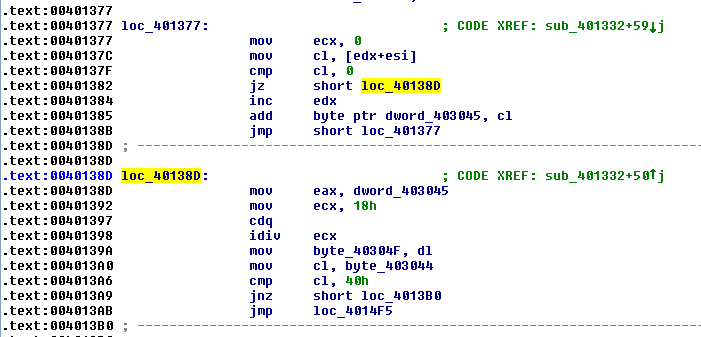 .text:00401377
.text:00401377 loc_401377: ; CODE XREF: sub_401332+59↓j
.text:00401377 mov ecx, 0
.text:0040137C mov cl, [edx+esi]
.text:0040137F cmp cl, 0
.text:00401382 jz short loc_40138D
.text:00401384 inc edx
.text:00401385 add byte ptr dword_403045, cl
.text:0040138B jmp short loc_401377
.text:0040138D ; ---------------------------------------------------------------------------
.text:0040138D
.text:0040138D loc_40138D: ; CODE XREF: sub_401332+50↑j
.text:0040138D mov eax, dword_403045
.text:00401392 mov ecx, 18h
.text:00401397 cdq
.text:00401398 idiv ecx
.text:0040139A mov byte_40304F, dl
.text:004013A0 mov cl, byte_403044
.text:004013A6 cmp cl, 40h
.text:004013A9 jnz short loc_4013B0
.text:004013AB jmp loc_4014F5
.text:004013B0 ; ---------------------------------------------------------------------------